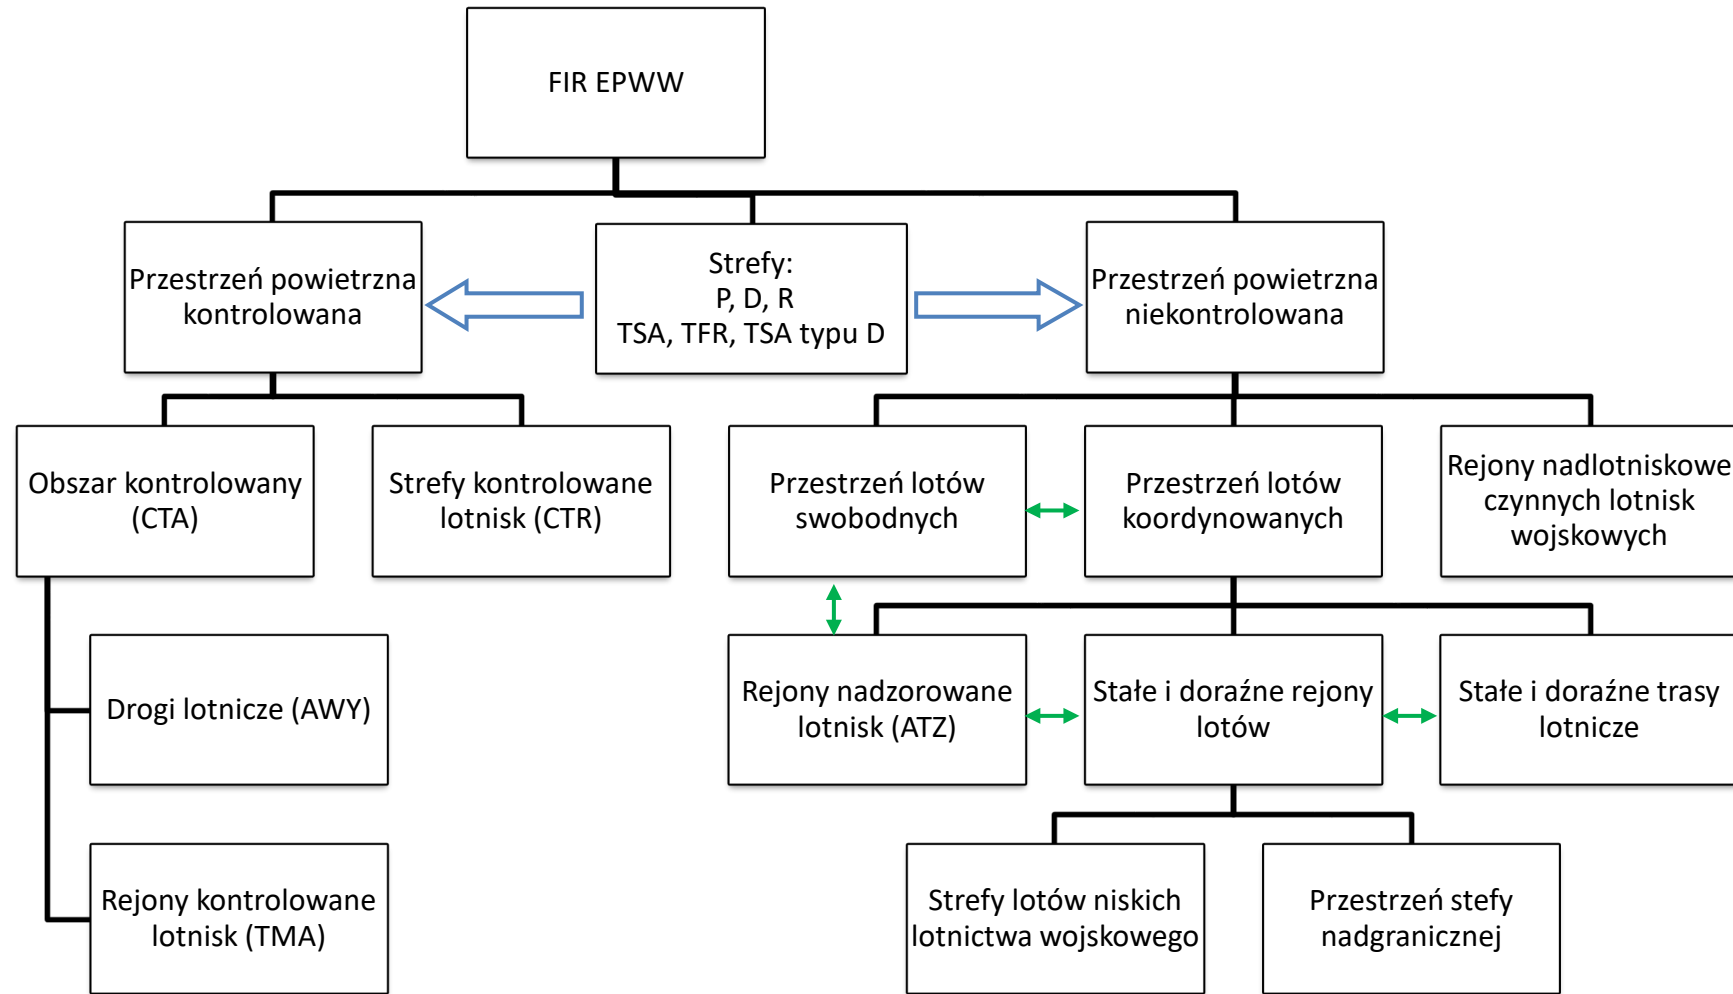 FIR EPWW
Przestrzeń powietrzna
kontrolowana
Strefy:
P, D, R
TSA, TFR, TSA typu D
Przestrzeń powietrzna
niekontrolowana
Obszar kontrolowany
(CTA)
Strefy kontrolowane
lotnisk (CTR)
Przestrzeń lotów
swobodnych
Przestrzeń lotów
koordynowanych
Rejony nadlotniskowe
czynnych lotnisk
wojskowych
Drogi lotnicze (AWY)
Rejony nadzorowane
lotnisk (ATZ)
Stałe i doraźne rejony
lotów
Stałe i doraźne trasy
lotnicze
Rejony kontrolowane
lotnisk (TMA)
Strefy lotów niskich
lotnictwa wojskowego
Przestrzeń stefy
nadgranicznej